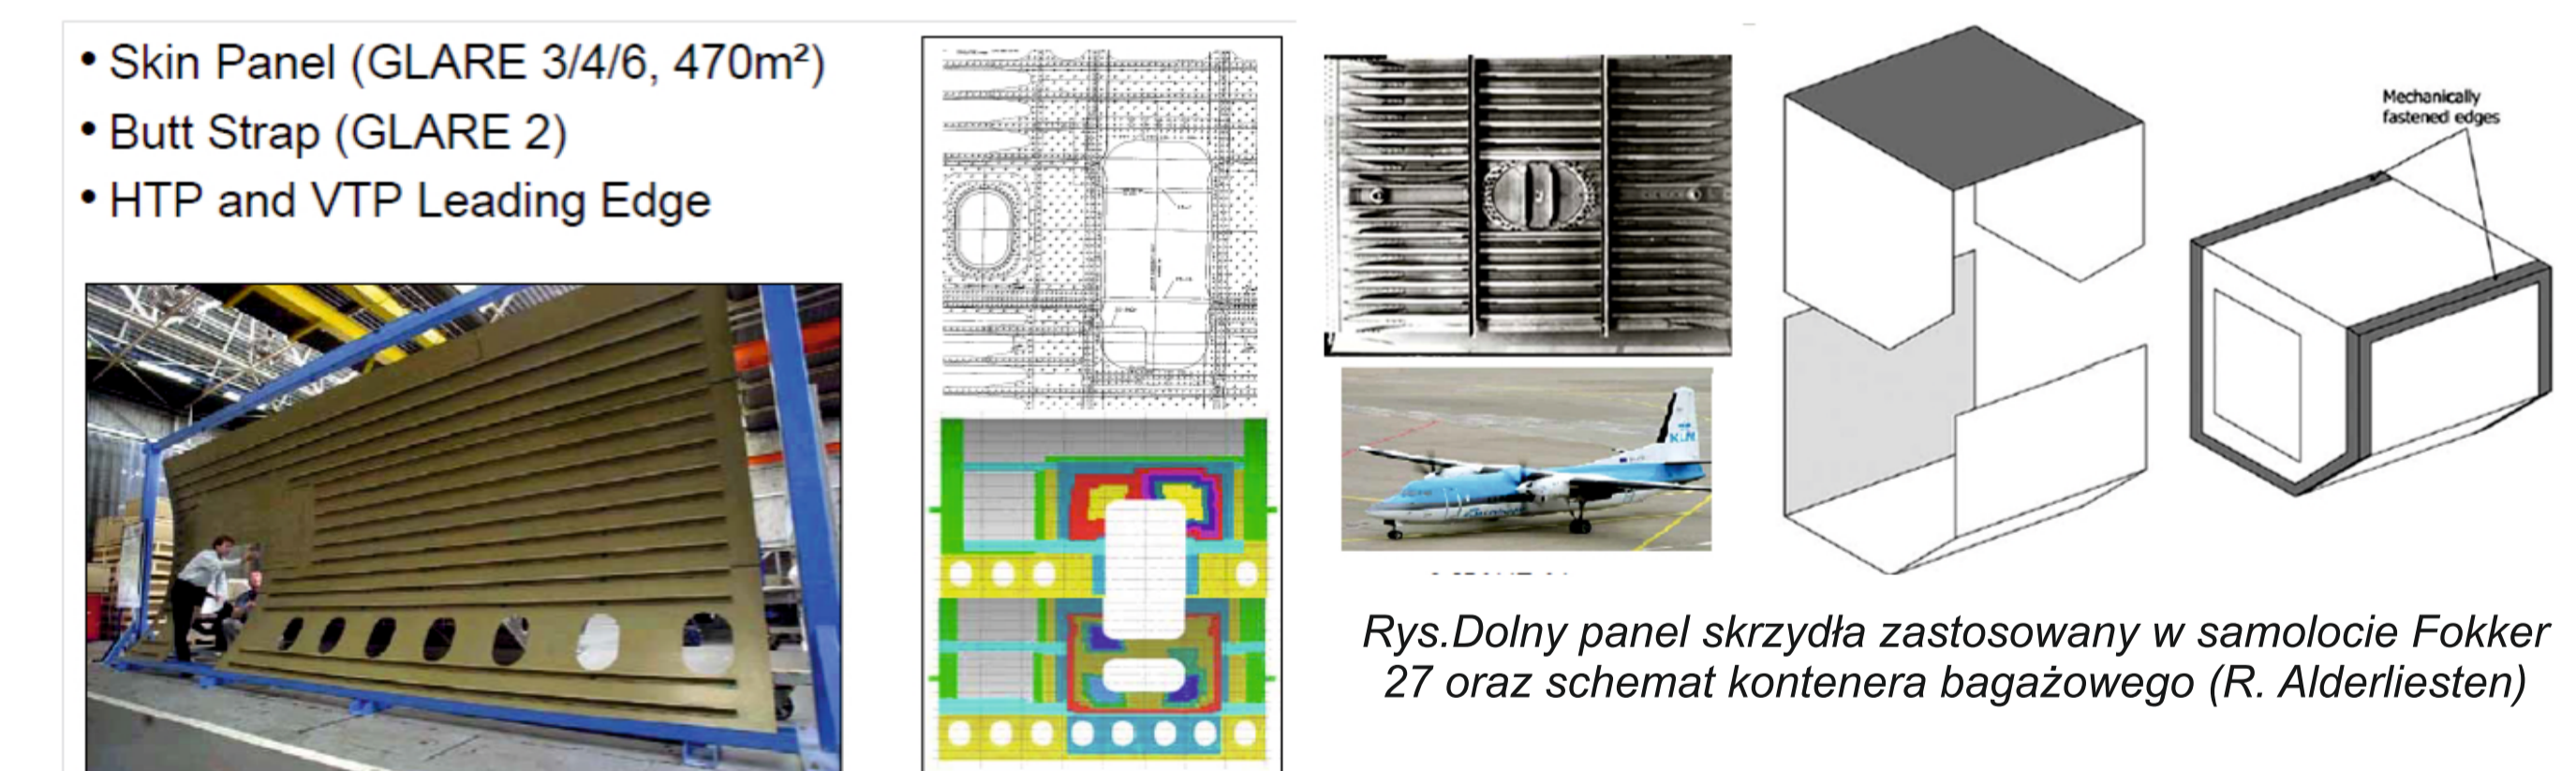 • Skin Panel (GLARE 3/4/6, 470m²)
• Butt Strap (GLARE 2)
• HTP and VTP Leading Edge
Mechanically
fastened edges
KLM
Rys.Dolny panel skrzydła zastosowany w samolocie Fokker
27 oraz schemat kontenera bagażowego (R. Alderliesten)